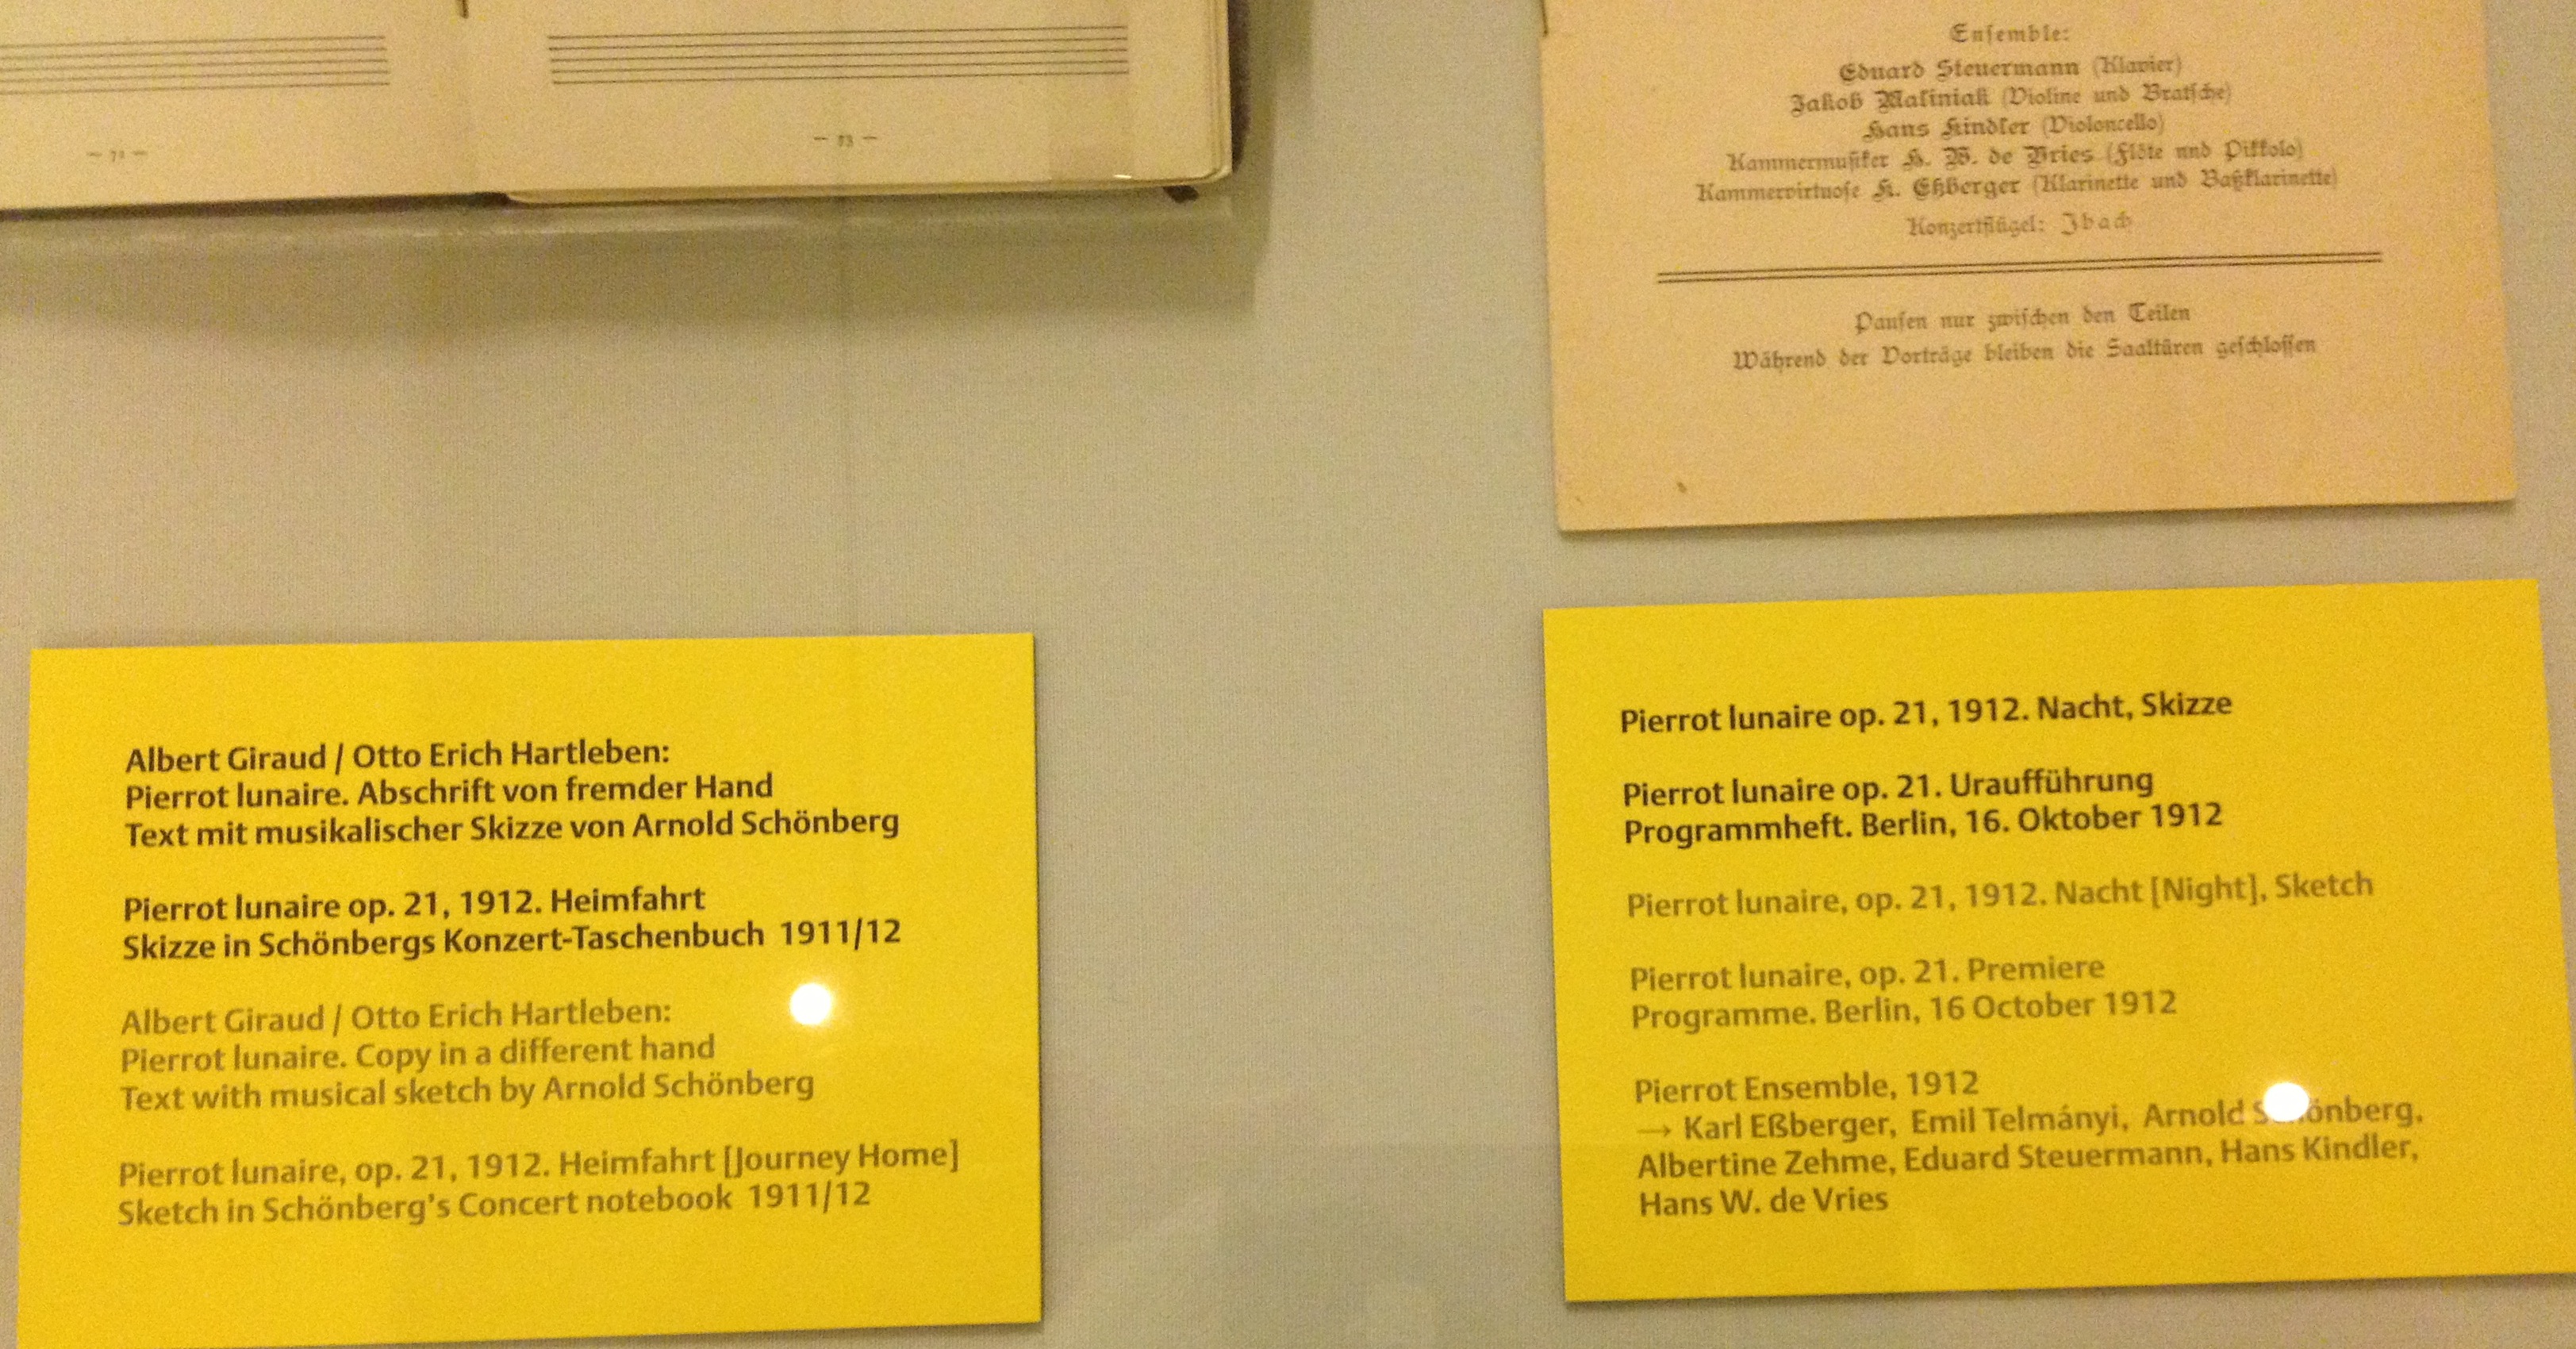 — 73 —
Ensemble:
Eduard Steuermann (Klavier)
Jakob Maliniak (Violine und Bratsche)
Hans Kindler (Violoncello)
Kammermusiker H. W. de Vries (Flöte und Pikkolo)
Kammervirtuose K. Eßberger (Klarinette und Baßklarinette)
Konzertflügel: Ibach
Pausen nur zwischen den Teilen
Während der Vorträge bleiben die Saaltüren geschlossen
Albert Giraud / Otto Erich Hartleben:
Pierrot lunaire. Abschrift von fremder Hand
Text mit musikalischer Skizze von Arnold Schönberg
Pierrot lunaire op. 21, 1912. Heimfahrt
Skizze in Schönbergs Konzert-Taschenbuch 1911/12
Albert Giraud / Otto Erich Hartleben:
Pierrot lunaire. Copy in a different hand
Text with musical sketch by Arnold Schönberg
Pierrot lunaire, op. 21, 1912. Heimfahrt [Journey Home]
Sketch in Schönberg's Concert notebook 1911/12
Pierrot lunaire op. 21, 1912. Nacht, Skizze
Pierrot lunaire op. 21. Uraufführung
Programmheft. Berlin, 16. Oktober 1912
Pierrot lunaire, op. 21, 1912. Nacht [Night], Sketch
Pierrot lunaire, op. 21. Premiere
Programme. Berlin, 16 October 1912
Pierrot Ensemble, 1912
→ Karl Eßberger, Emil Telmányi, Arnold Schönberg,
Albertine Zehme, Eduard Steuermann, Hans Kindler,
Hans W. de Vries